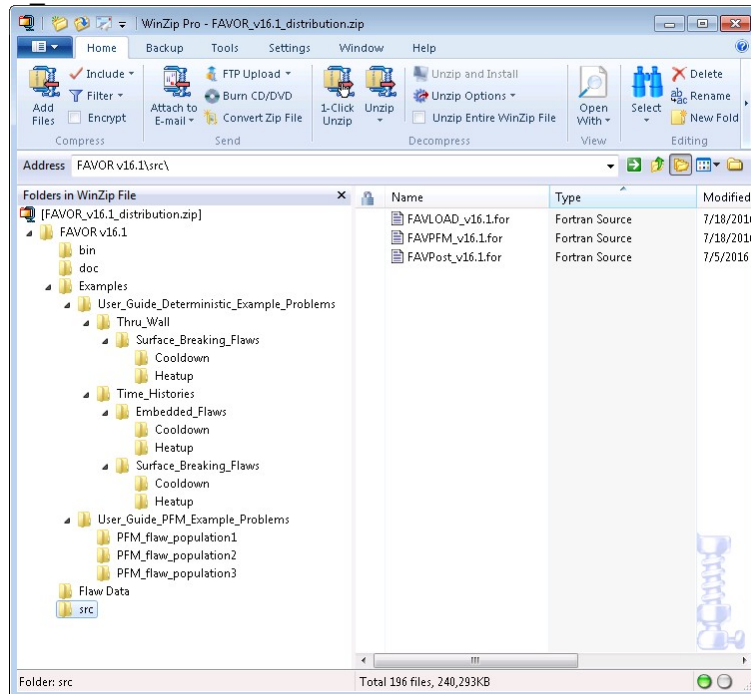 WinZip Pro - FAVOR_v16.1_distribution.zip
Home Backup Tools Settings Window Help
Include
Filter
Encrypt
Add Files
Compress
Attach to E-mail
FTP Upload
Burn CD/DVD
Convert Zip File
Send
1-Click Unzip
Unzip
Unzip and Install
Unzip Options
Unzip Entire WinZip File
Decompress
Open With
View
Select
Delete
Rename
New Fold
Editing
Address FAVOR v16.1\src\
Folders in WinZip File
[FAVOR_v16.1_distribution.zip]
FAVOR v16.1
bin
doc
Examples
User_Guide_Deterministic_Example_Problems
Thru_Wall
Surface_Breaking_Flaws
Cooldown
Heatup
Time_Histories
Embedded_Flaws
Cooldown
Heatup
Surface_Breaking_Flaws
Cooldown
Heatup
User_Guide_PFM_Example_Problems
PFM_flaw_population1
PFM_flaw_population2
PFM_flaw_population3
Flaw Data
src
Name Type Modified
FAVLOAD_v16.1.for Fortran Source 7/18/201
FAVPFM_v16.1.for Fortran Source 7/18/201
FAVPost_v16.1.for Fortran Source 7/5/2016
Folder: src Total 196 files, 240,293KB